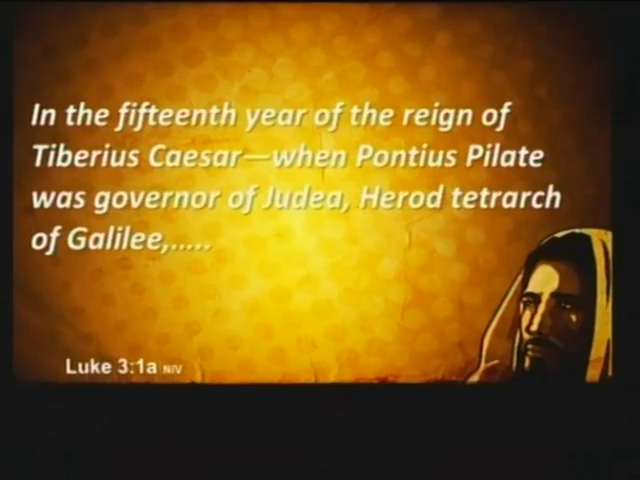 In the fifteenth year of the reign of
Tiberius Caesar—when Pontius Pilate
was governor of Judea, Herod tetrarch
of Galilee,.....
Luke 3:1a NIV